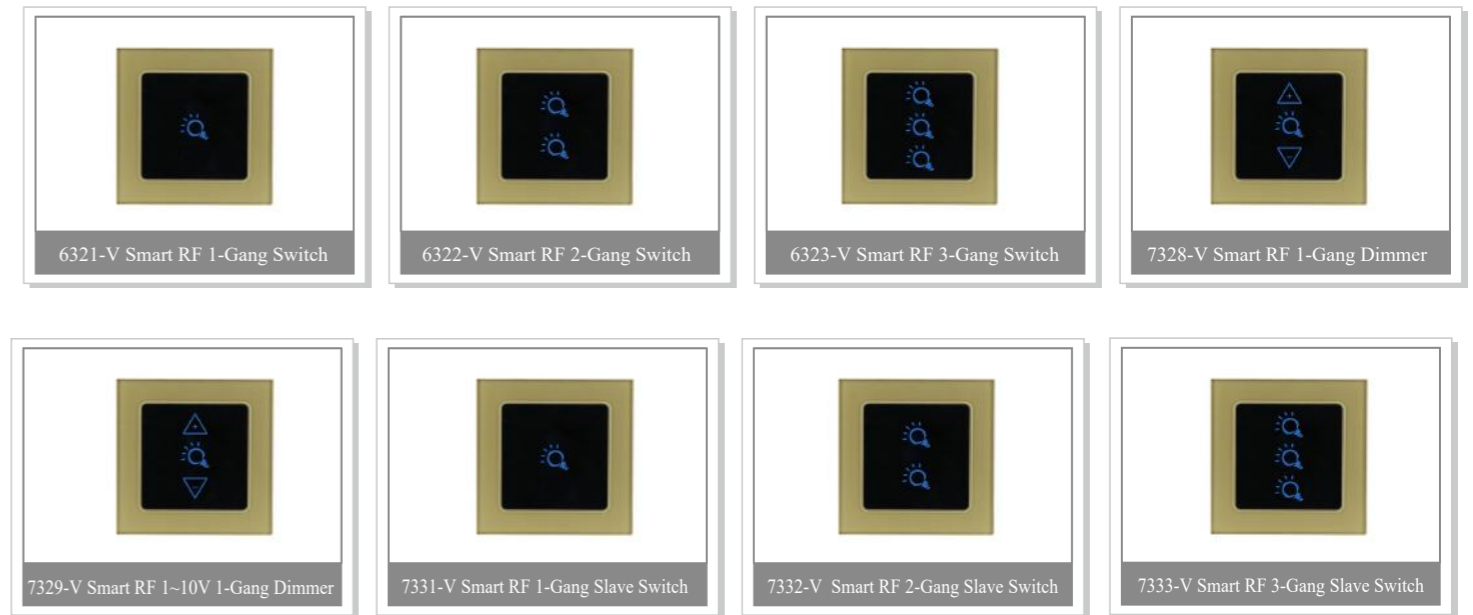 6321-V Smart RF 1-Gang Switch
6322-V Smart RF 2-Gang Switch
6323-V Smart RF 3-Gang Switch
7328-V Smart RF 1-Gang Dimmer
7329-V Smart RF 1~10V 1-Gang Dimmer
7331-V Smart RF 1-Gang Slave Switch
7332-V Smart RF 2-Gang Slave Switch
7333-V Smart RF 3-Gang Slave Switch